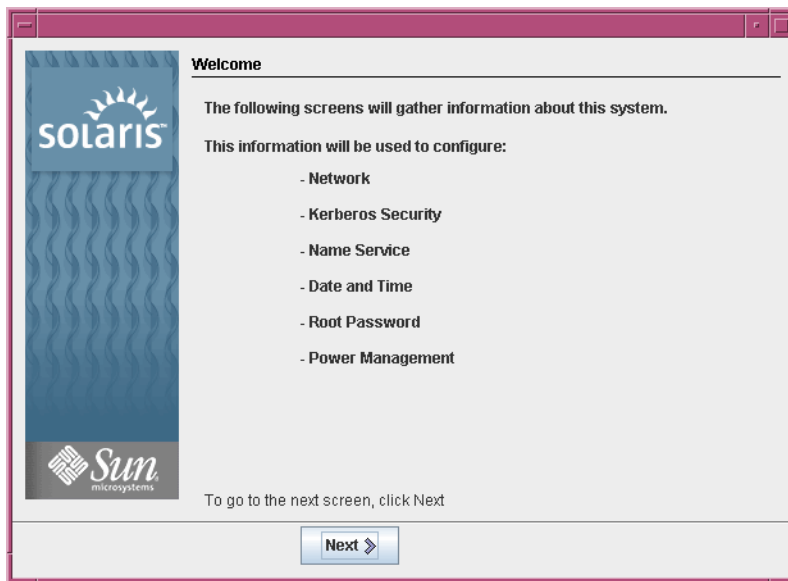 Welcome
solaris
The following screens will gather information about this system.
This information will be used to configure:
- Network
- Kerberos Security
- Name Service
- Date and Time
- Root Password
- Power Management
Sun
microsystems
To go to the next screen, click Next
Next